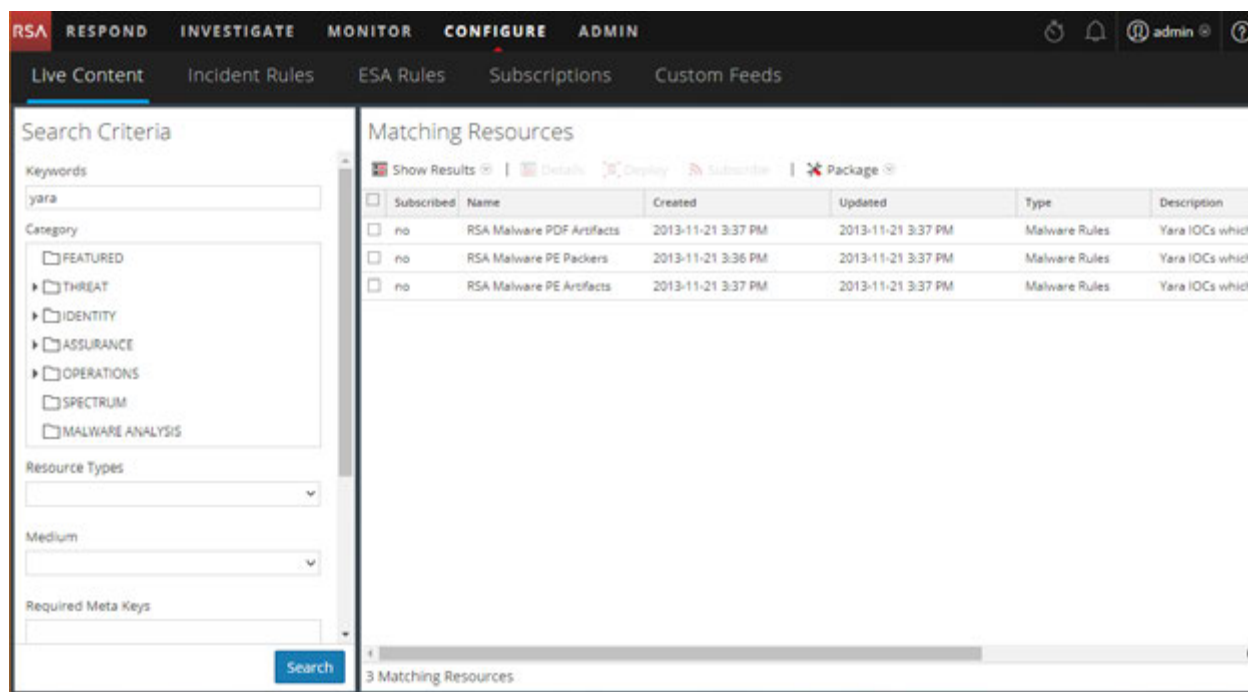 RSA RESPOND INVESTIGATE MONITOR CONFIGURE ADMIN admin
Live Content Incident Rules ESA Rules Subscriptions Custom Feeds
Search Criteria
Keywords
yara
Category
FEATURED
THREAT
IDENTITY
ASSURANCE
OPERATIONS
SPECTRUM
MALWARE ANALYSIS
Resource Types
Medium
Required Meta Keys
Search
Matching Resources
Show Results | Details Deploy Subscribe | Package
Subscribed Name Created Updated Type Description
no RSA Malware PDF Artifacts 2013-11-21 3:37 PM 2013-11-21 3:37 PM Malware Rules Yara IOCs which
no RSA Malware PE Packers 2013-11-21 3:36 PM 2013-11-21 3:37 PM Malware Rules Yara IOCs which
no RSA Malware PE Artifacts 2013-11-21 3:37 PM 2013-11-21 3:37 PM Malware Rules Yara IOCs which
3 Matching Resources